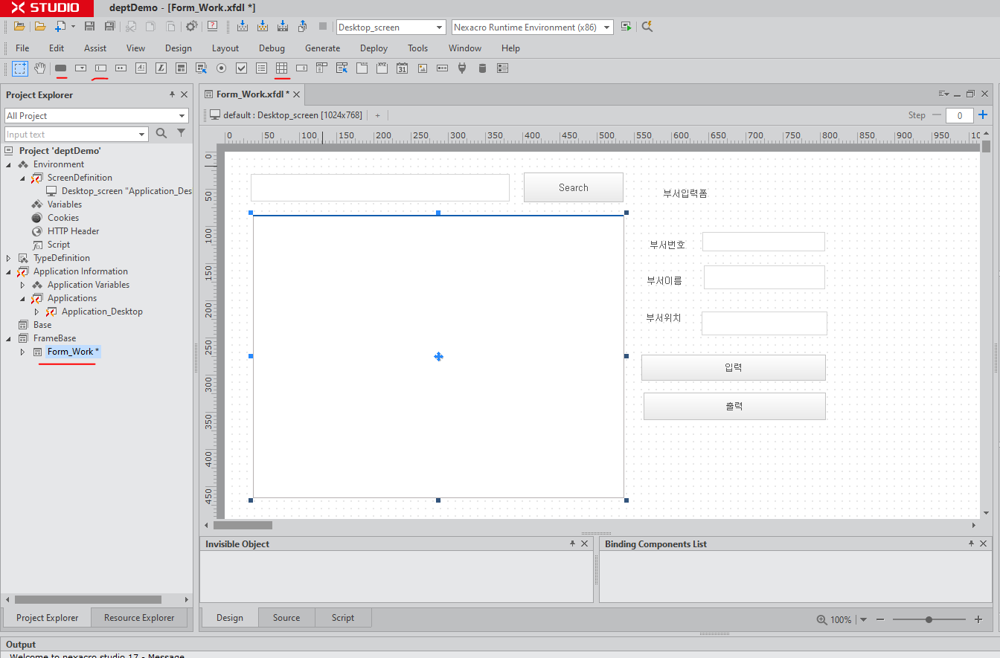 STUDIO
deptDemo - [Form_Work.xfdl *]
Desktop_screen
Nexacro Runtime Environment (x86)
File Edit Assist View Design Layout Debug Generate Deploy Tools Window Help
Project Explorer
All Project
Input text
Project 'deptDemo'
Environment
ScreenDefinition
Desktop_screen "Application_Des
Variables
Cookies
HTTP Header
Script
TypeDefinition
Application Information
Application Variables
Applications
Application_Desktop
Base
FrameBase
Form_Work *
Project Explorer
Resource Explorer
Form_Work.xfdl *
default : Desktop_screen [1024x768]
+
Step
0
0 50 100 150 200 250 300 350 400 450 500 550 600 650 700 750 800 850 900 950 10
0
50
100
150
200
250
300
350
400
450
Search
부서입력폼
부서번호
부서이름
부서위치
입력
출력
Invisible Object
Binding Components List
Design
Source
Script
100%
Output
Welcome to nexacro studio 17 - Message